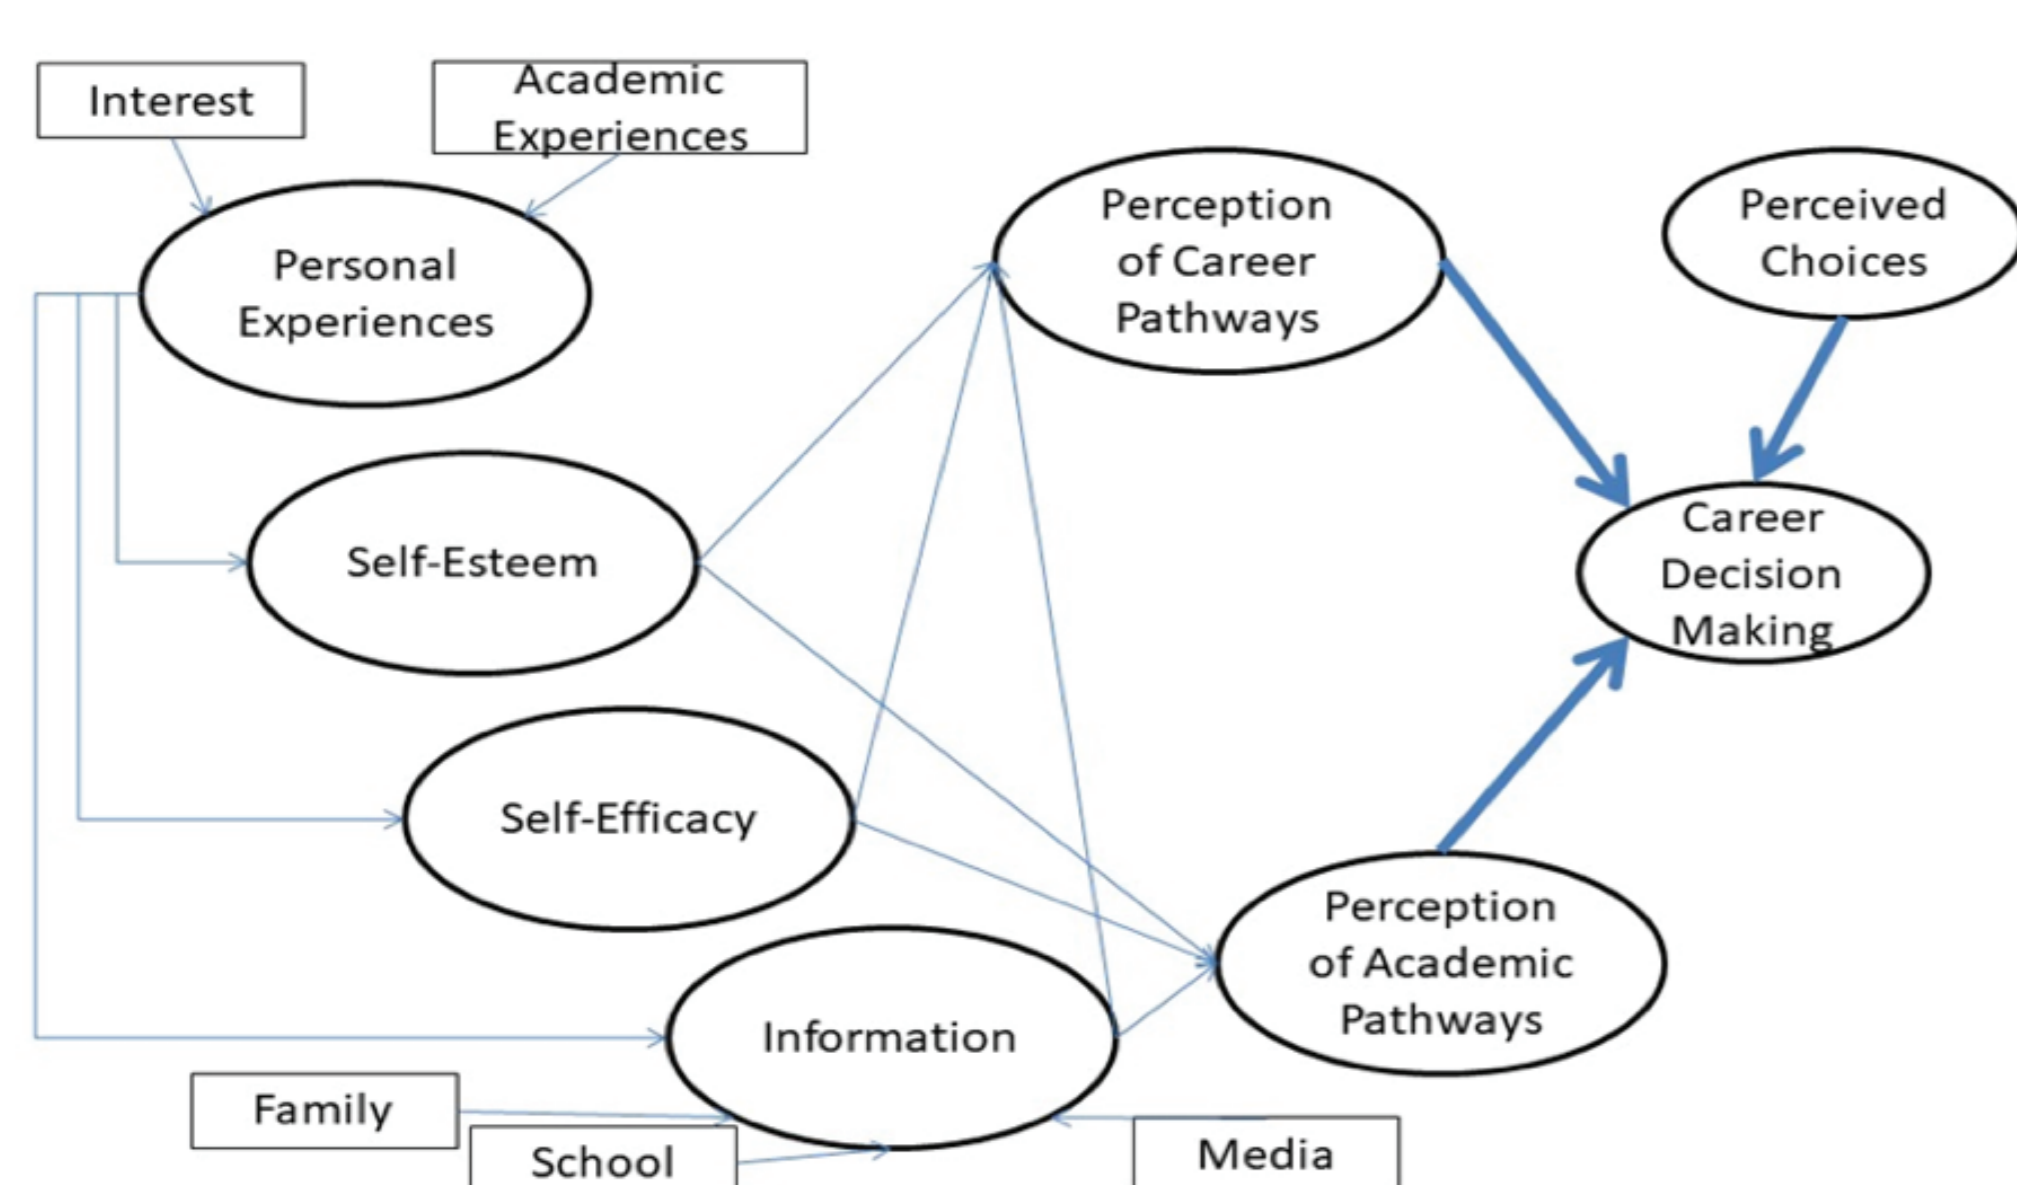 Interest
Academic
Experiences
Personal
Experiences
Perception
of Career
Pathways
Perceived
Choices
Self-Esteem
Career
Decision
Making
Self-Efficacy
Perception
of Academic
Pathways
Information
Family
School
Media